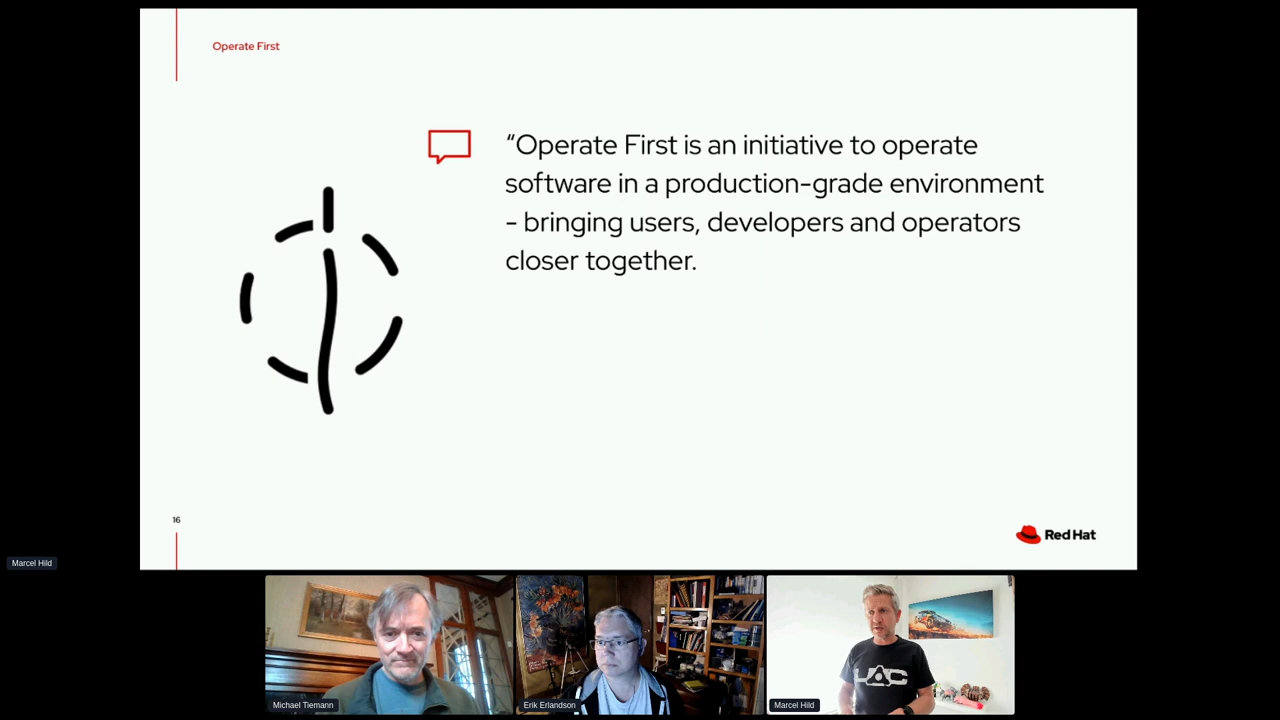 Operate First
“Operate First is an initiative to operate
software in a production-grade environment
- bringing users, developers and operators
closer together.
16
Red Hat
Marcel Hild
Michael Tiemann
Erik Erlandson
Marcel Hild